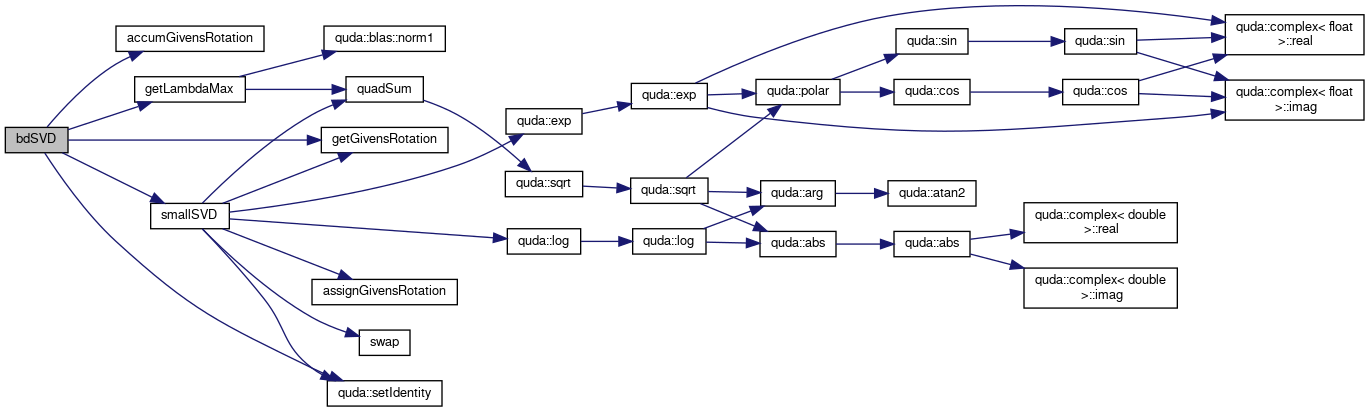 bdSVD
accumGivensRotation
getLambdaMax
smallSVD
quda::blas::norm1
quadSum
getGivensRotation
assignGivensRotation
swap
quda::setIdentity
quda::exp
quda::sqrt
quda::log
quda::exp
quda::sqrt
quda::log
quda::polar
quda::arg
quda::abs
quda::sin
quda::cos
quda::atan2
quda::abs
quda::sin
quda::cos
quda::complex< double
>::real
quda::complex< double
>::imag
quda::complex< float
>::real
quda::complex< float
>::imag